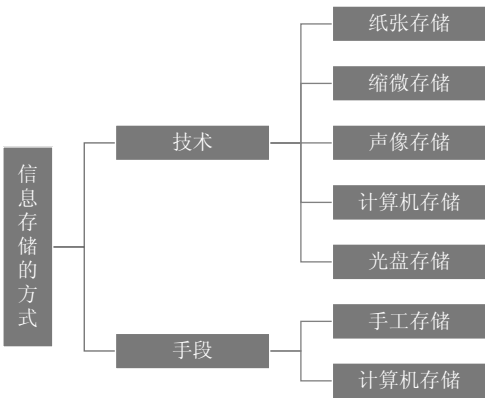 信息存储的方式
技术
纸张存储
缩微存储
声像存储
计算机存储
光盘存储
手段
手工存储
计算机存储